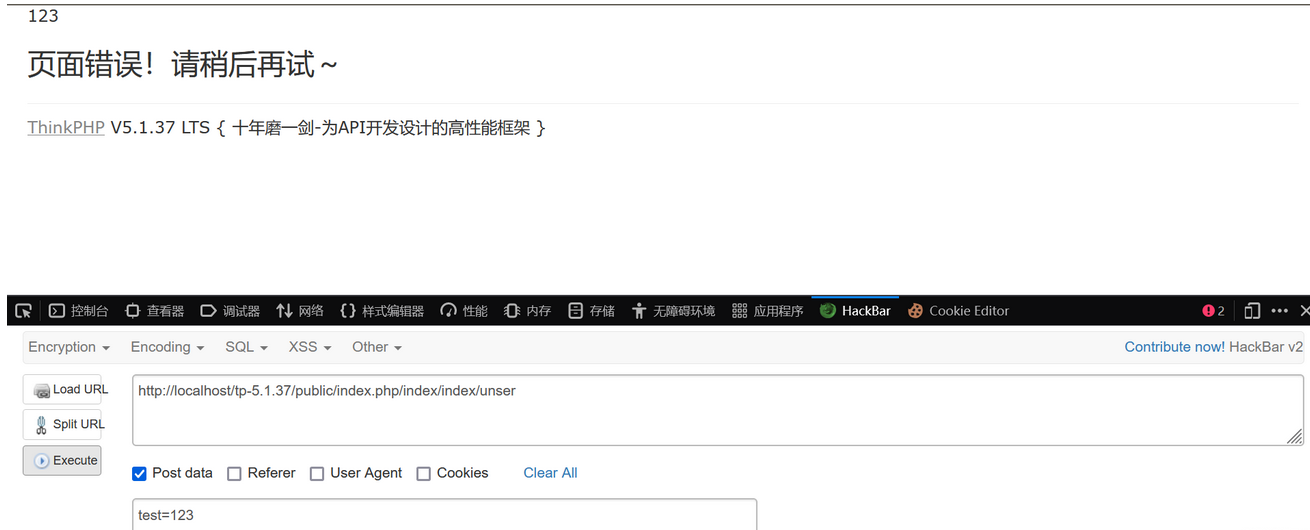 123
页面错误！请稍后再试～
ThinkPHP V5.1.37 LTS { 十年磨一剑-为API开发设计的高性能框架 }
控制台 查看器 调试器 网络 样式编辑器 性能 内存 存储 无障碍环境 应用程序 HackBar Cookie Editor 2
Encryption Encoding SQL XSS Other Contribute now! HackBar v2
Load URL http://localhost/tp-5.1.37/public/index.php/index/index/unser
Split URL
Execute
Post data Referer User Agent Cookies Clear All
test=123